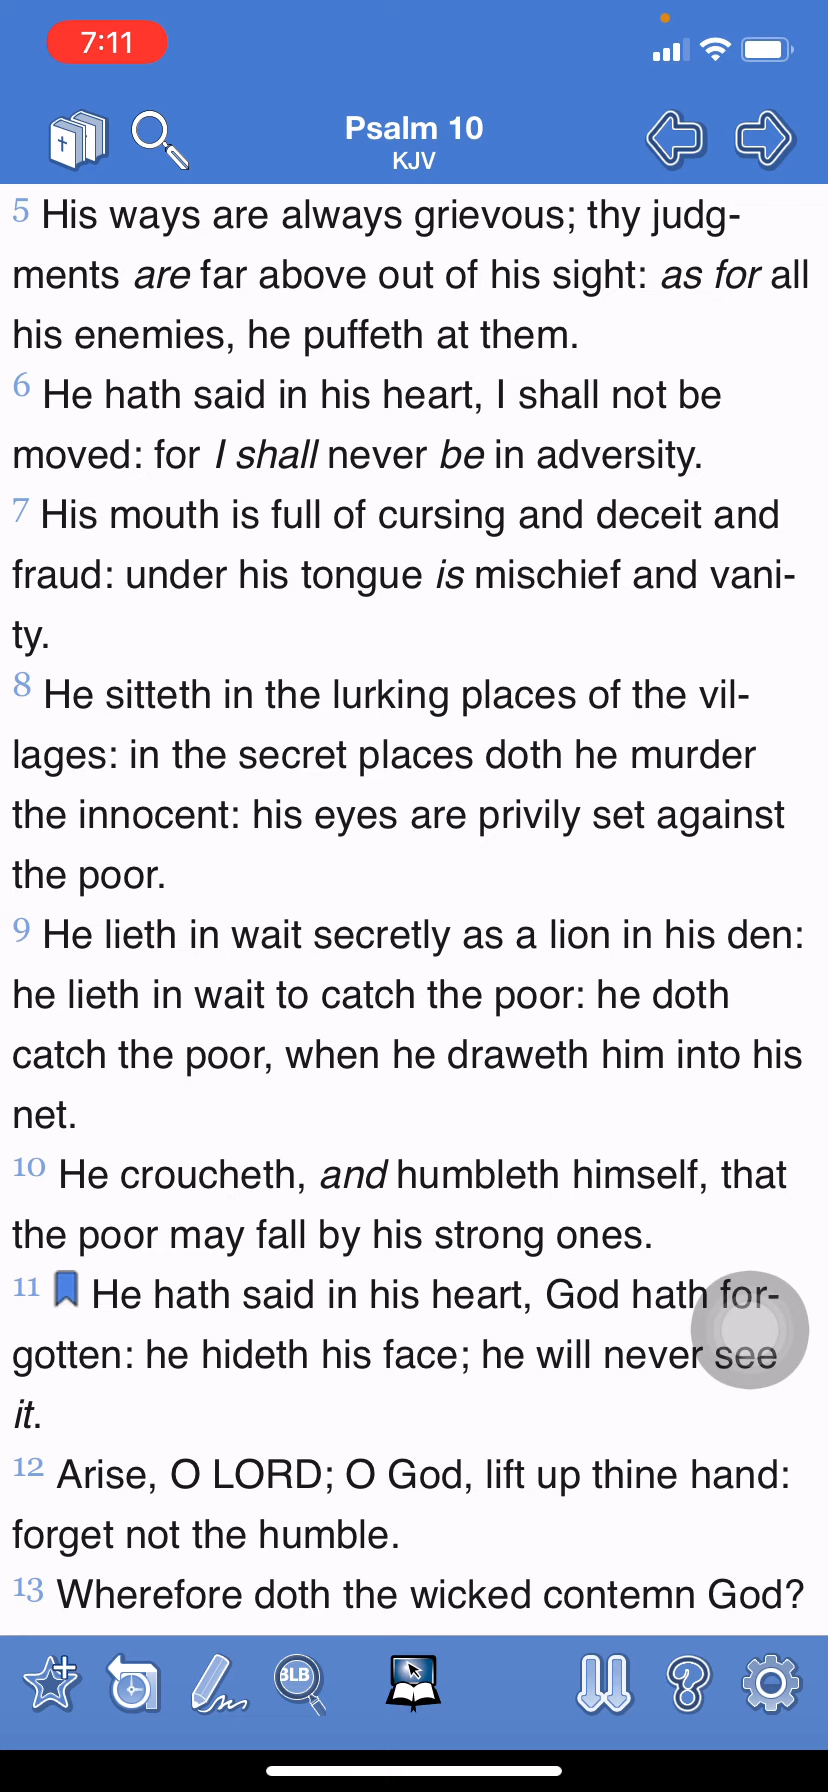 7:11
Psalm 10
KJV
5 His ways are always grievous; thy judg-
ments are far above out of his sight: as for all
his enemies, he puffeth at them.
6 He hath said in his heart, I shall not be
moved: for I shall never be in adversity.
7 His mouth is full of cursing and deceit and
fraud: under his tongue is mischief and vani-
ty.
8 He sitteth in the lurking places of the vil-
lages: in the secret places doth he murder
the innocent: his eyes are privily set against
the poor.
9 He lieth in wait secretly as a lion in his den:
he lieth in wait to catch the poor: he doth
catch the poor, when he draweth him into his
net.
10 He croucheth, and humbleth himself, that
the poor may fall by his strong ones.
11 He hath said in his heart, God hath for-
gotten: he hideth his face; he will never see
it.
12 Arise, O LORD; O God, lift up thine hand:
forget not the humble.
13 Wherefore doth the wicked contemn God?
BLB